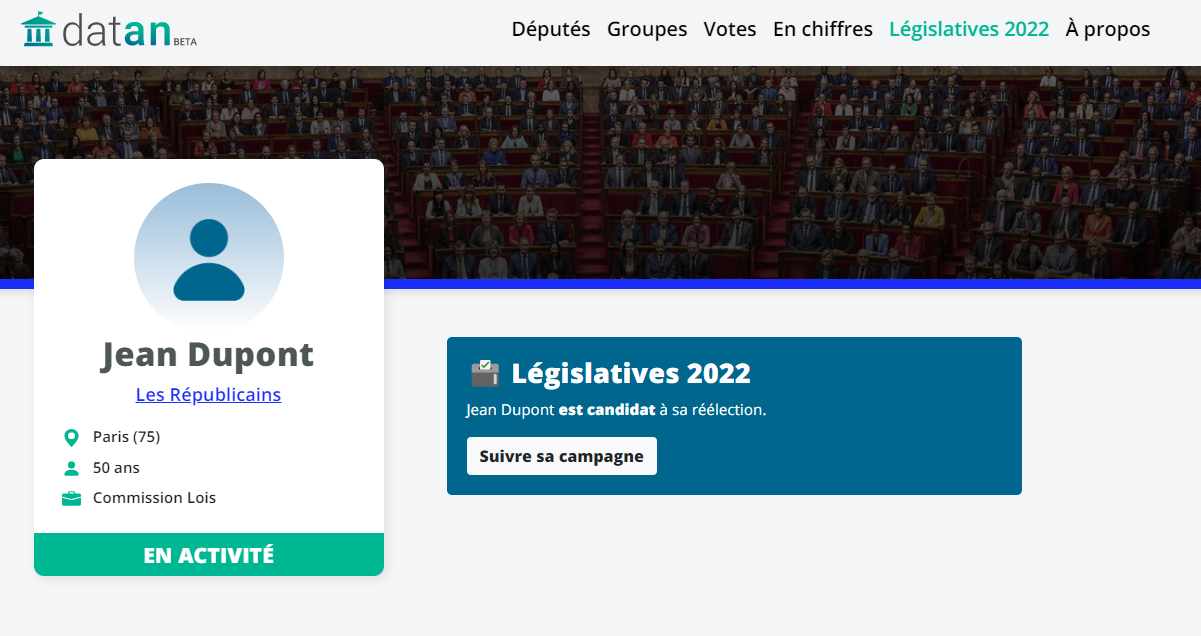 datan BETA
Députés Groupes Votes En chiffres Législatives 2022 À propos
Jean Dupont
Les Républicains
Paris (75)
50 ans
Commission Lois
EN ACTIVITÉ
Législatives 2022
Jean Dupont est candidat à sa réélection.
Suivre sa campagne